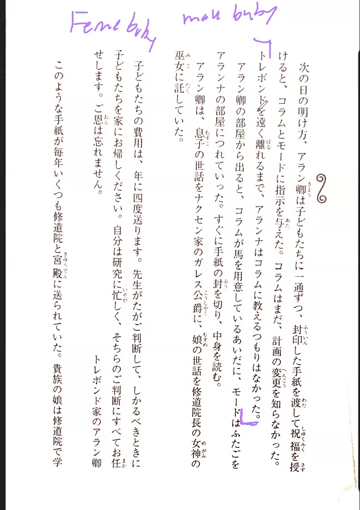 Feme baby
male baby
次の日の明け方、アラン卿は子どもたちに一通ずつ、封印した手紙を渡して祝福を授
けると、コラムとモードに指示を与えた。コラムはまだ、計画の変更を知らなかった。
トレボンドを遠く離れるまで、アランナはコラムに教えるつもりはなかった。
アラン卿の部屋から出ると、コラムが馬を用意しているあいだに、モードはふたごを
アランナの部屋につれていった。すぐに手紙の封を切り、中身を読む。
アラン卿は、息子の世話をナクセン家のガレス公爵に、娘の世話を修道院長の女神の
巫女に託していた。
子どもたちの費用は、年に四度送ります。先生がたがご判断して、しかるべきときに
子どもたちを家にお帰しください。自分は研究に忙しく、そちらのご判断にすべてお任
せします。ご恩は忘れません。
トレボンド家のアラン卿
このような手紙が毎年いくつも修道院と宮殿に送られていた。貴族の娘は修道院で学